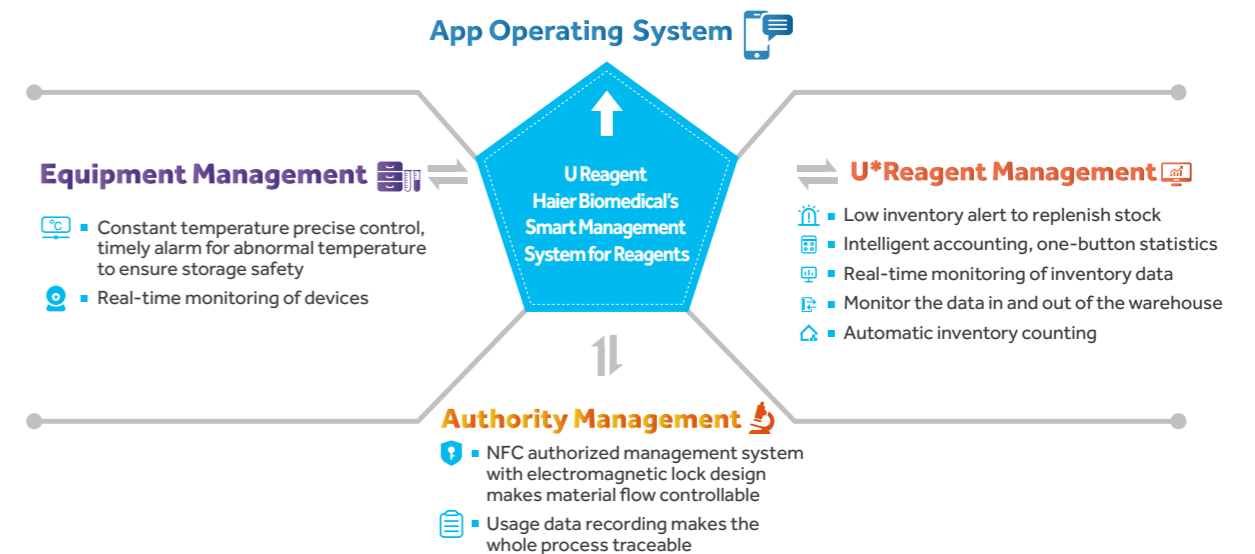 App Operating System
U Reagent
Haier Biomedical's
Smart Management
System for Reagents
Equipment Management
°C
Constant temperature precise control,
timely alarm for abnormal temperature
to ensure storage safety
Real-time monitoring of devices
U*Reagent Management
Low inventory alert to replenish stock
Intelligent accounting, one-button statistics
Real-time monitoring of inventory data
Monitor the data in and out of the warehouse
Automatic inventory counting
Authority Management
NFC authorized management system
with electromagnetic lock design
makes material flow controllable
Usage data recording makes the
whole process traceable